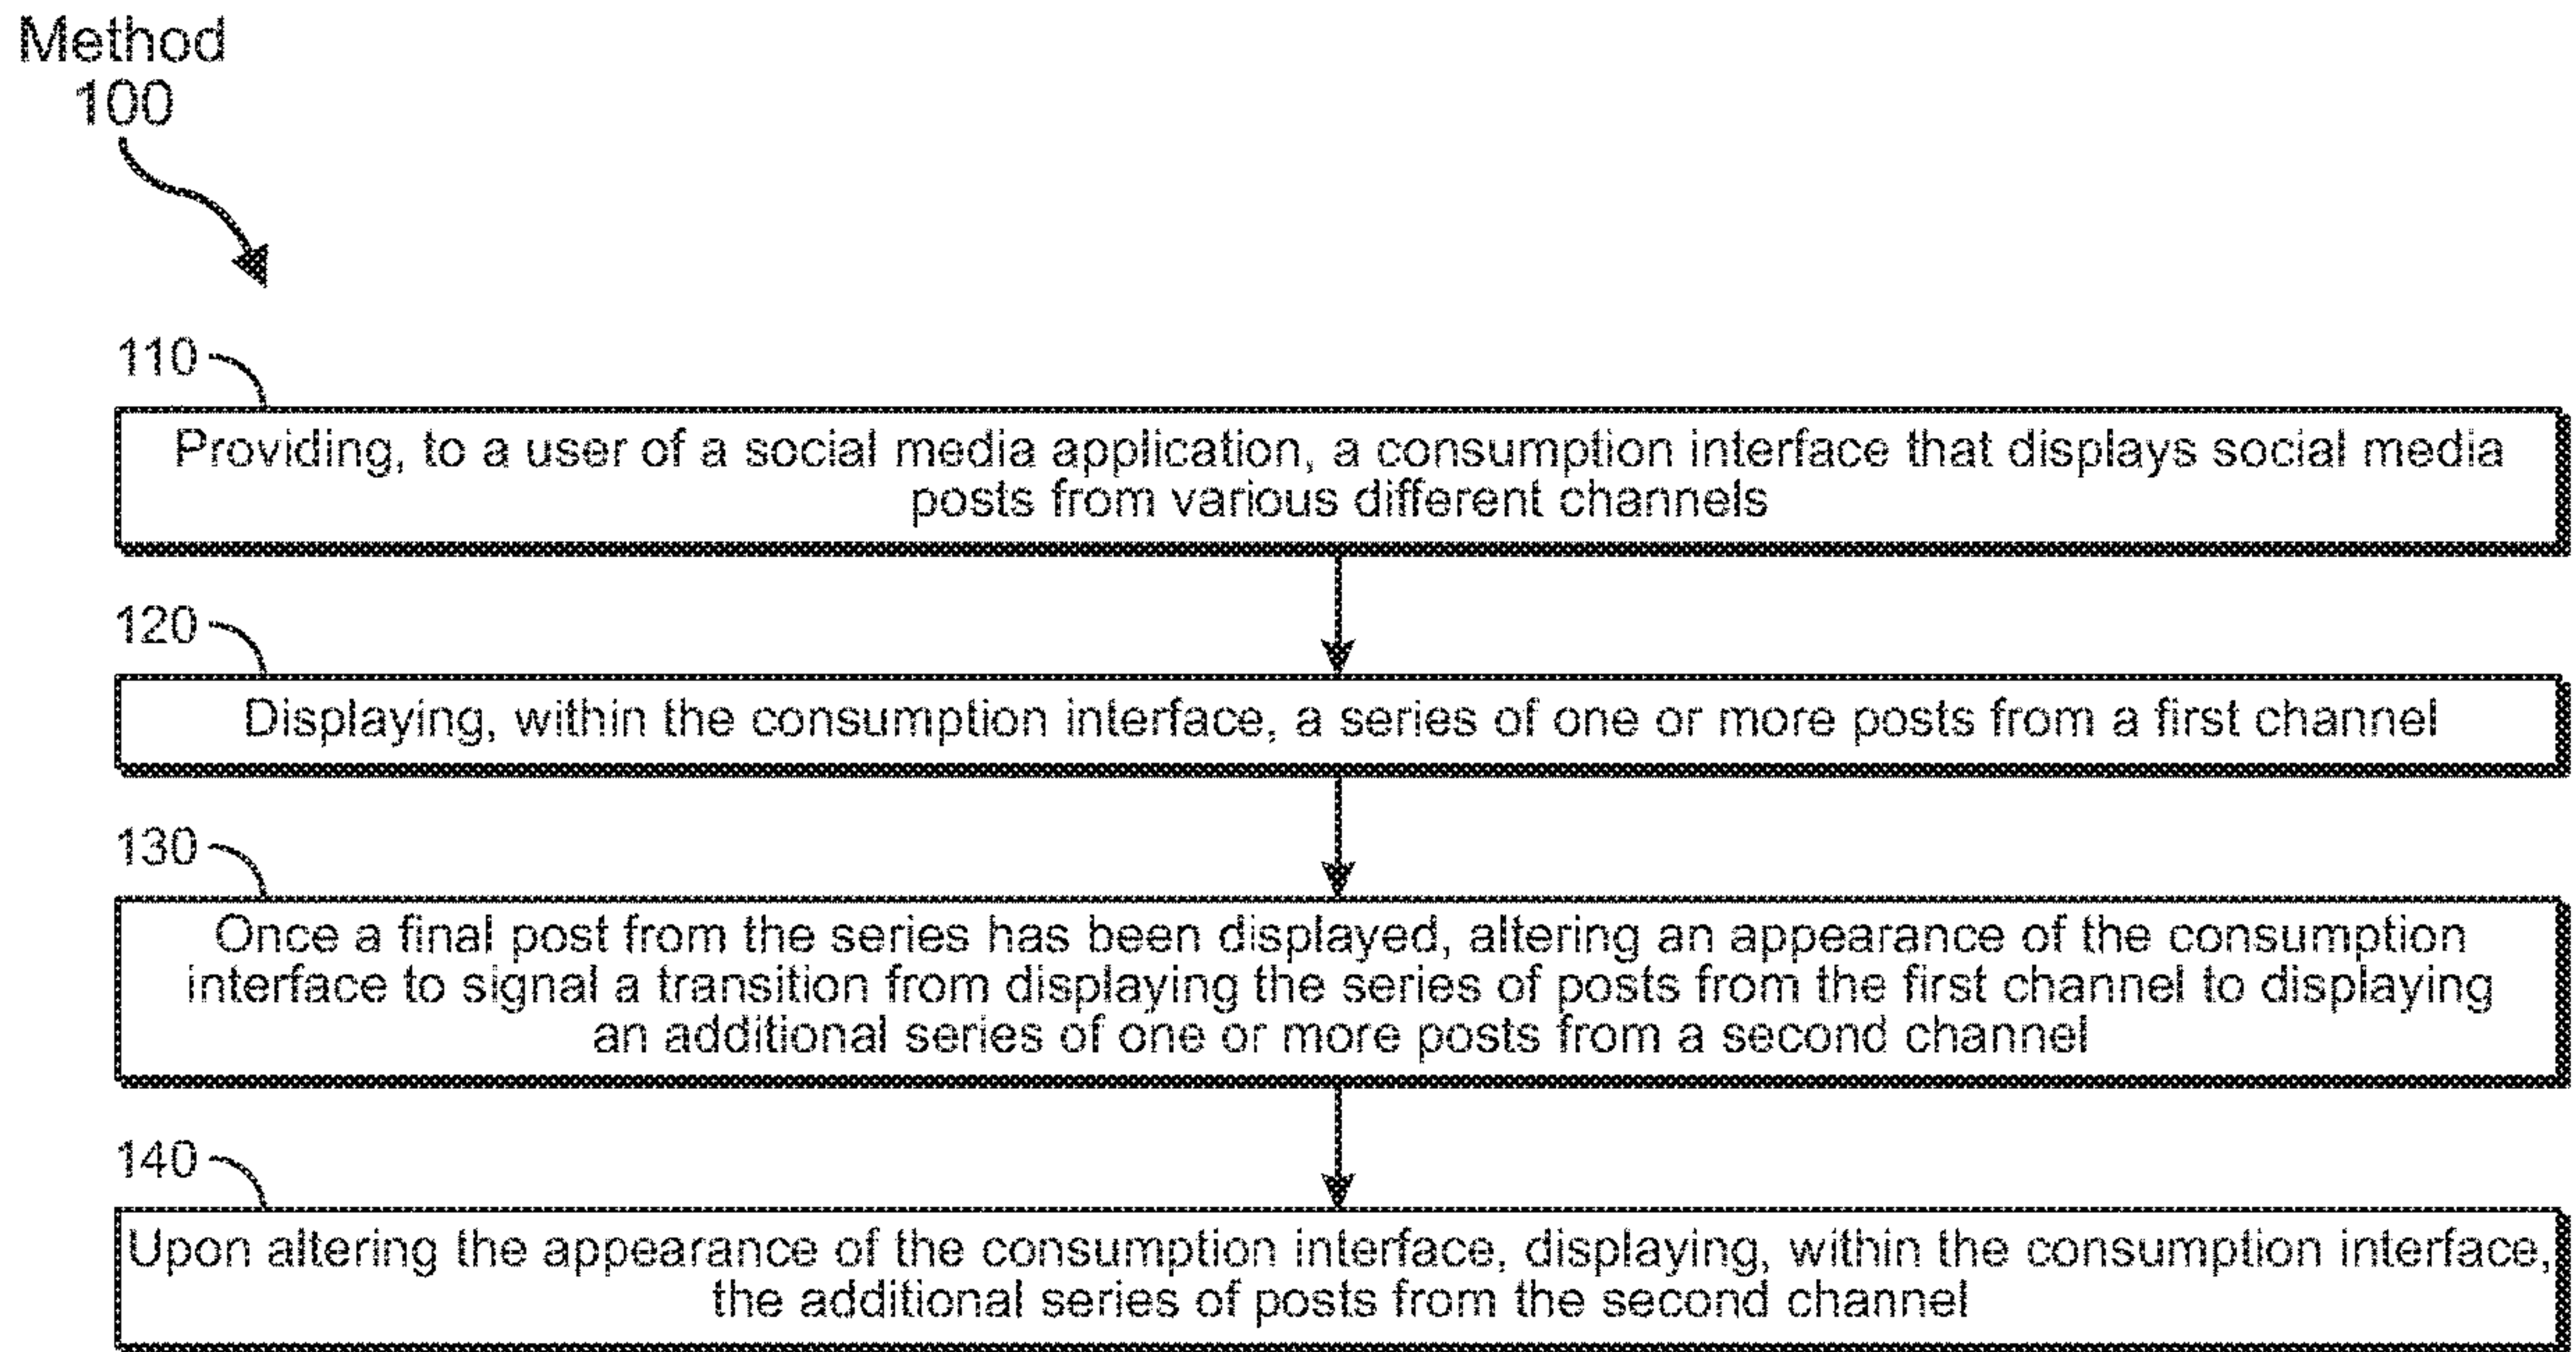 Method
100
110
Providing, to a user of a social media application, a consumption interface that displays social media
posts from various different channels
120
Displaying, within the consumption interface, a series of one or more posts from a first channel
130
Once a final post from the series has been displayed, altering an appearance of the consumption
interface to signal a transition from displaying the series of posts from the first channel to displaying
an additional series of one or more posts from a second channel
140
Upon altering the appearance of the consumption interface, displaying, within the consumption interface,
the additional series of posts from the second channel